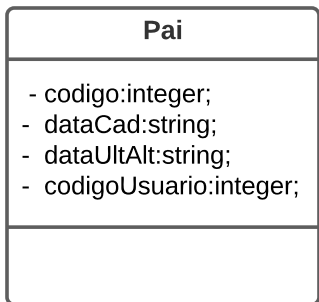 Pai
- codigo:integer;
- dataCad:string;
- dataUltAlt:string;
- codigoUsuario:integer;